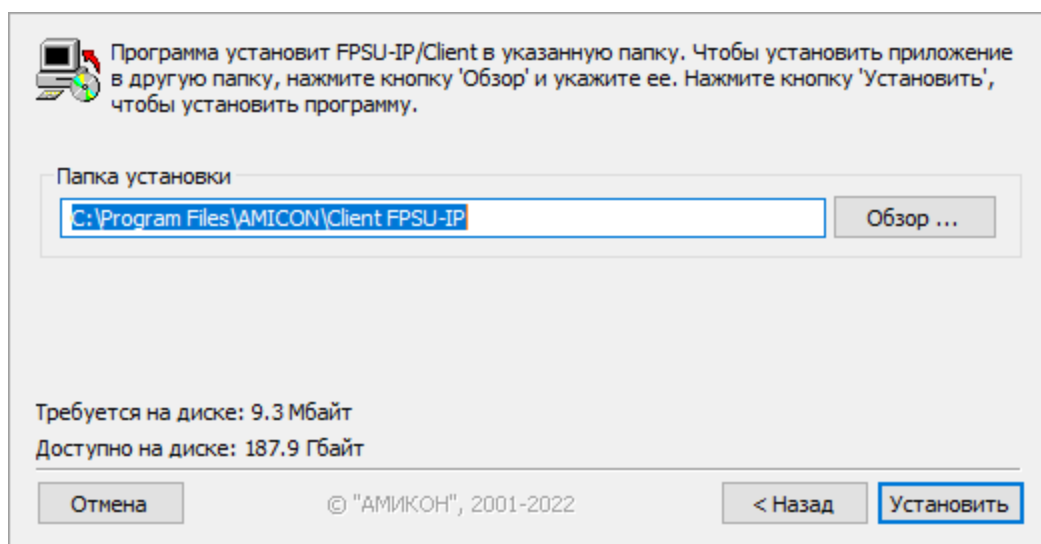 Программа установит FPSU-IP/Client в указанную папку. Чтобы установить приложение
в другую папку, нажмите кнопку 'Обзор' и укажите ее. Нажмите кнопку 'Установить',
чтобы установить программу.
Папка установки
C:\Program Files\AMICON\Client FPSU-IP
Обзор ...
Требуется на диске: 9.3 Мбайт
Доступно на диске: 187.9 Гбайт
Отмена
© "АМИКОН", 2001-2022
< Назад
Установить